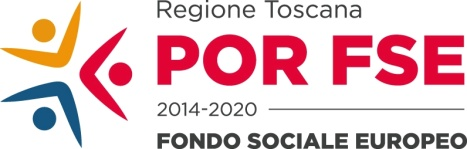 Regione Toscana
POR FSE
2014-2020
FONDO SOCIALE EUROPEO